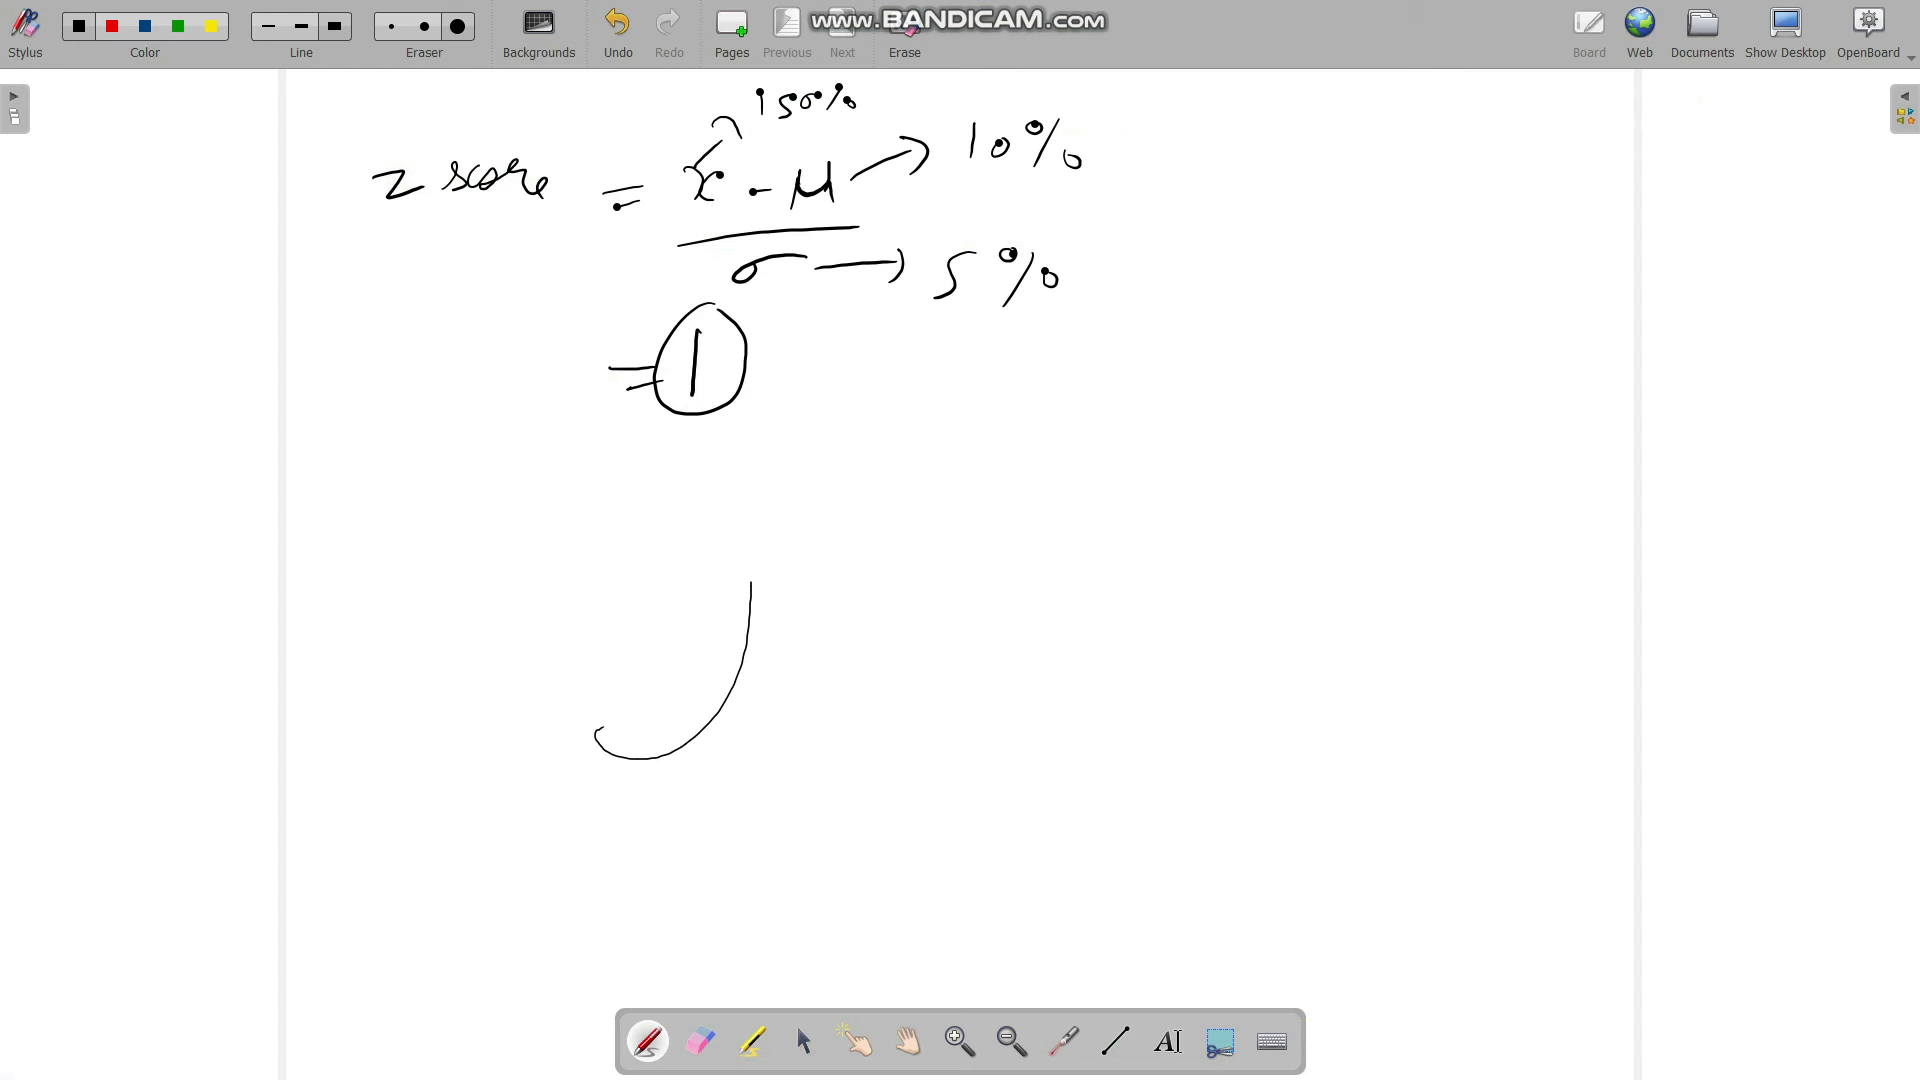 www.BANDICAM.com
Stylus Color Line Eraser Backgrounds Undo Redo Pages Previous Next Erase Board Web Documents Show Desktop OpenBoard
150%
z score = x - μ → 10%
σ → 5%
= 1
A